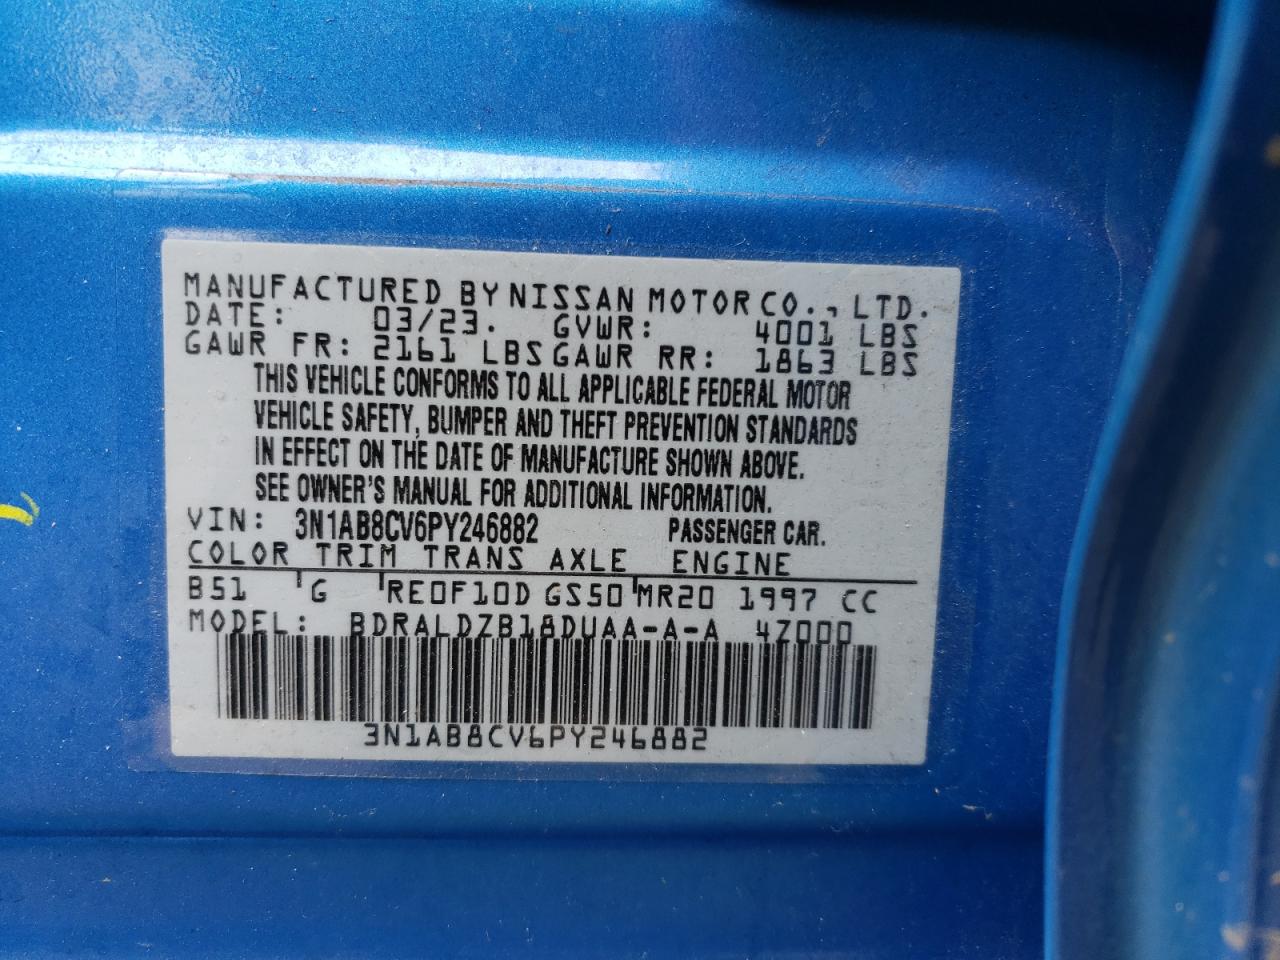 MANUFACTURED BY NISSAN MOTOR CO., LTD.
DATE: 03/23. GVWR: 4001 LBS
GAWR FR: 2161 LBS GAWR RR: 1863 LBS
THIS VEHICLE CONFORMS TO ALL APPLICABLE FEDERAL MOTOR
VEHICLE SAFETY, BUMPER AND THEFT PREVENTION STANDARDS
IN EFFECT ON THE DATE OF MANUFACTURE SHOWN ABOVE.
SEE OWNER'S MANUAL FOR ADDITIONAL INFORMATION.
VIN: 3N1AB8CV6PY246882 PASSENGER CAR.
COLOR TRIM TRANS AXLE ENGINE
B51 G RE0F10D GS50 MR20 1997 CC
MODEL: BDRALDZB18DUAA-A-A 4Z000
3N1AB8CV6PY246882